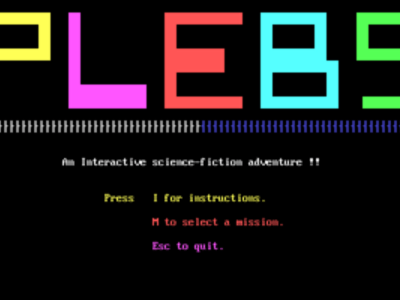 PLEBS
An Interactive science-fiction adventure !!
Press I for instructions.
M to select a mission.
Esc to quit.